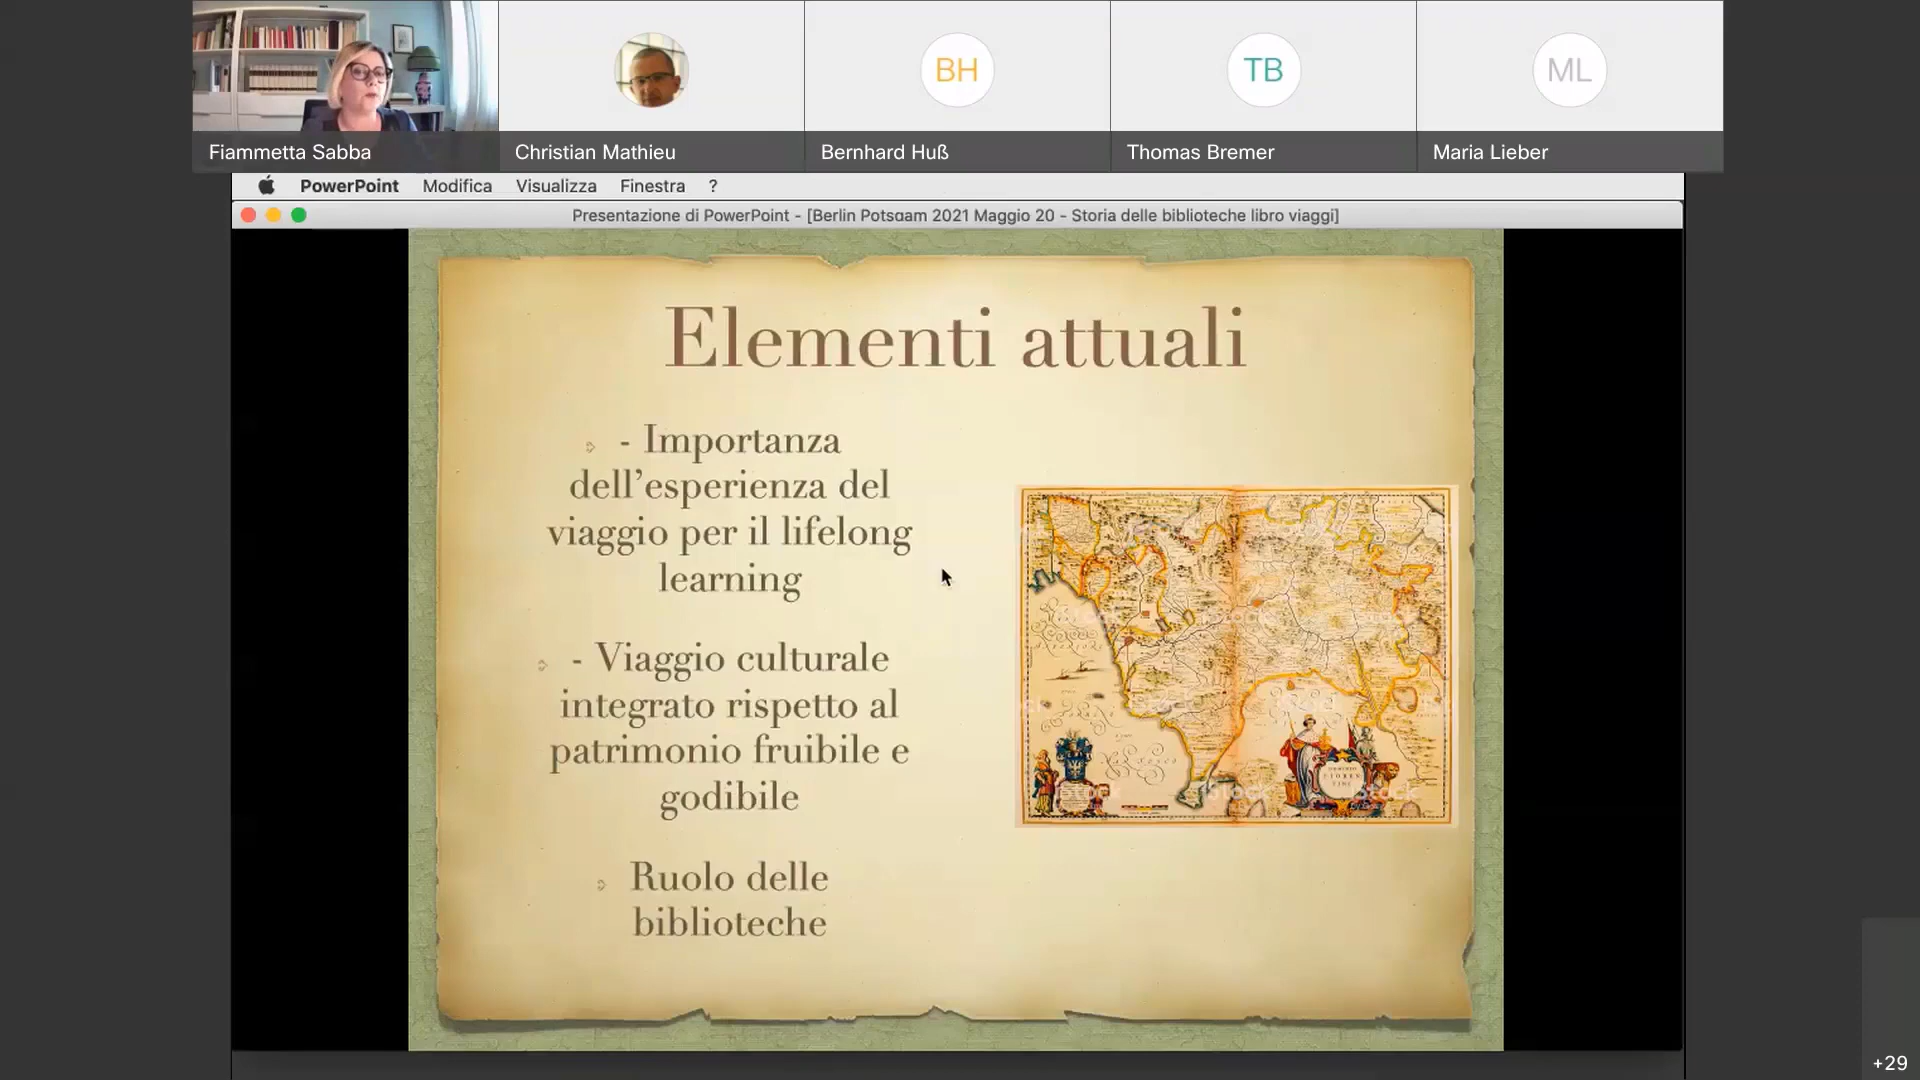 BH
TB
ML
Fiammetta Sabba
Christian Mathieu
Bernhard Huß
Thomas Bremer
Maria Lieber
PowerPoint Modifica Visualizza Finestra ?
Presentazione di PowerPoint - [Berlin Potsdam 2021 Maggio 20 - Storia delle biblioteche libro viaggi]
Elementi attuali
- Importanza
dell’esperienza del
viaggio per il lifelong
learning
- Viaggio culturale
integrato rispetto al
patrimonio fruibile e
godibile
Ruolo delle
biblioteche
+29